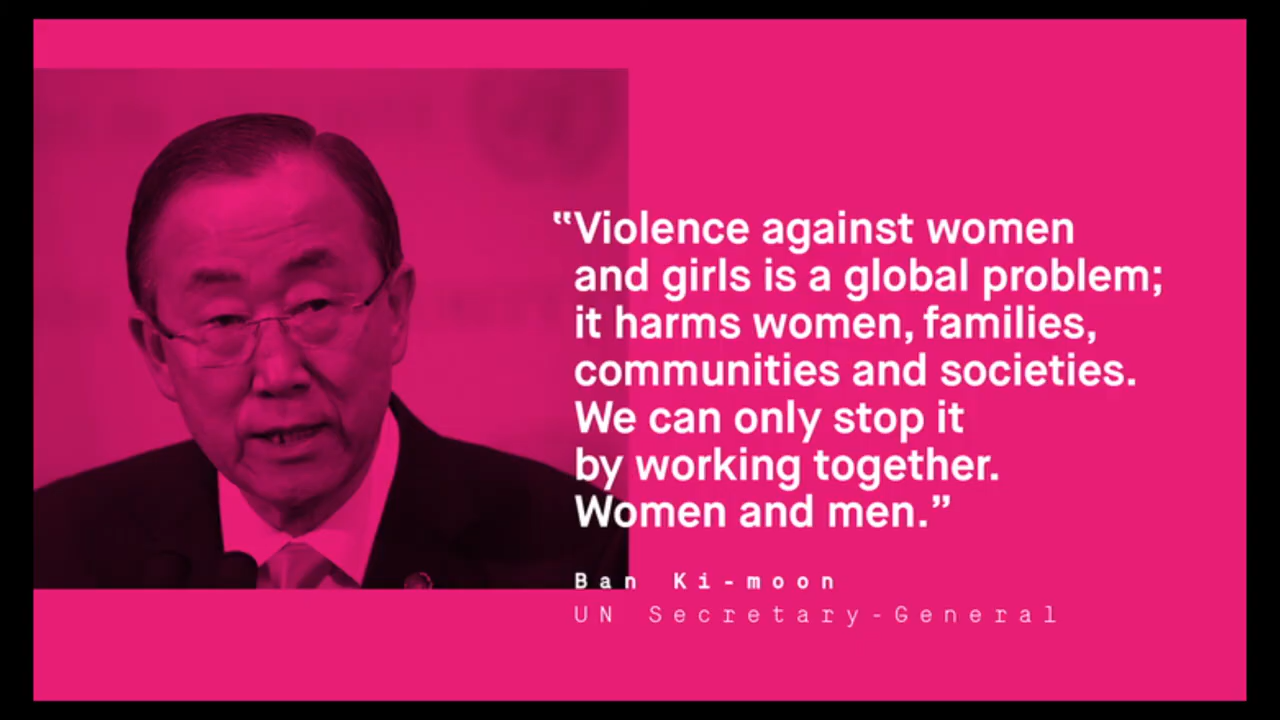 “Violence against women
and girls is a global problem;
it harms women, families,
communities and societies.
We can only stop it
by working together.
Women and men.”
Ban Ki-moon
UN Secretary-General